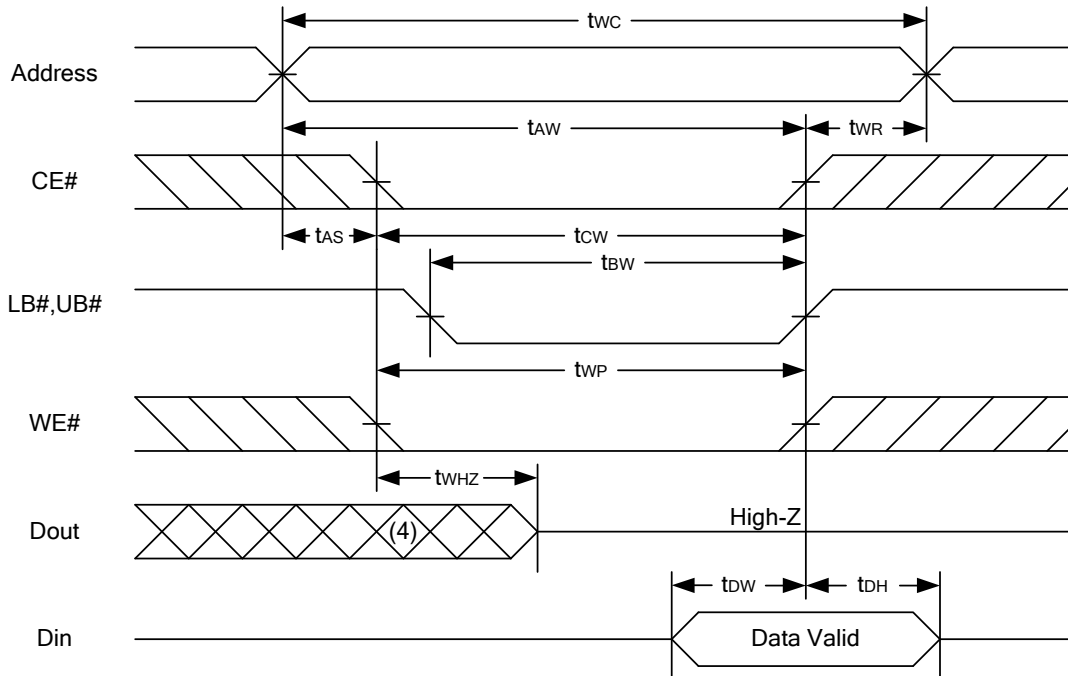 tWC
Address
tAW
tWR
CE#
tAS
tCW
tBW
LB#,UB#
tWP
WE#
tWHZ
Dout
(4)
High-Z
tDW
tDH
Din
Data Valid